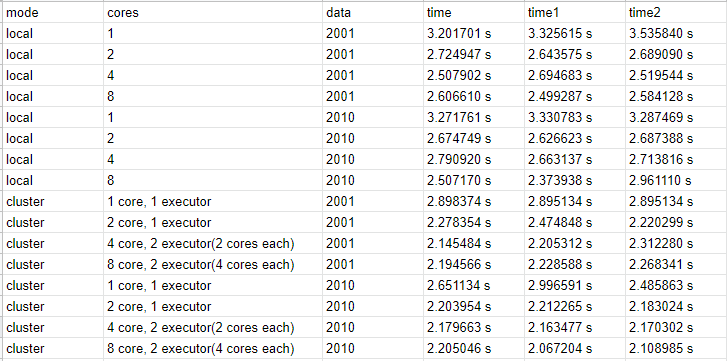 mode cores data time time1 time2
local 1 2001 3.201701 s 3.325615 s 3.535840 s
local 2 2001 2.724947 s 2.643575 s 2.689090 s
local 4 2001 2.507902 s 2.694683 s 2.519544 s
local 8 2001 2.606610 s 2.499287 s 2.584128 s
local 1 2010 3.271761 s 3.330783 s 3.287469 s
local 2 2010 2.674749 s 2.626623 s 2.687388 s
local 4 2010 2.790920 s 2.663137 s 2.713816 s
local 8 2010 2.507170 s 2.373938 s 2.961110 s
cluster 1 core, 1 executor 2001 2.898374 s 2.895134 s 2.895134 s
cluster 2 core, 1 executor 2001 2.278354 s 2.474848 s 2.220299 s
cluster 4 core, 2 executor(2 cores each) 2001 2.145484 s 2.205312 s 2.312280 s
cluster 8 core, 2 executor(4 cores each) 2001 2.194566 s 2.228588 s 2.268341 s
cluster 1 core, 1 executor 2010 2.651134 s 2.996591 s 2.485863 s
cluster 2 core, 1 executor 2010 2.203954 s 2.212265 s 2.183024 s
cluster 4 core, 2 executor(2 cores each) 2010 2.179663 s 2.163477 s 2.170302 s
cluster 8 core, 2 executor(4 cores each) 2010 2.205046 s 2.067204 s 2.108985 s